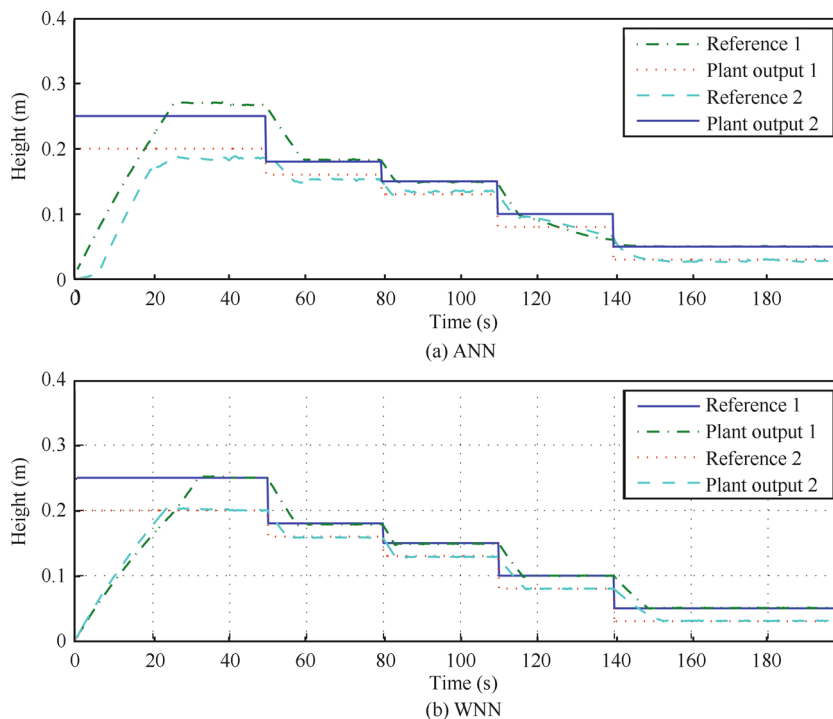 0.4
0.3
0.2
0.1
0
Height (m)
Reference 1
Plant output 1
Reference 2
Plant output 2
0 20 40 60 80 100 120 140 160 180
Time (s)
(a) ANN
0.4
0.3
0.2
0.1
0
Height (m)
Reference 1
Plant output 1
Reference 2
Plant output 2
0 20 40 60 80 100 120 140 160 180
Time (s)
(b) WNN